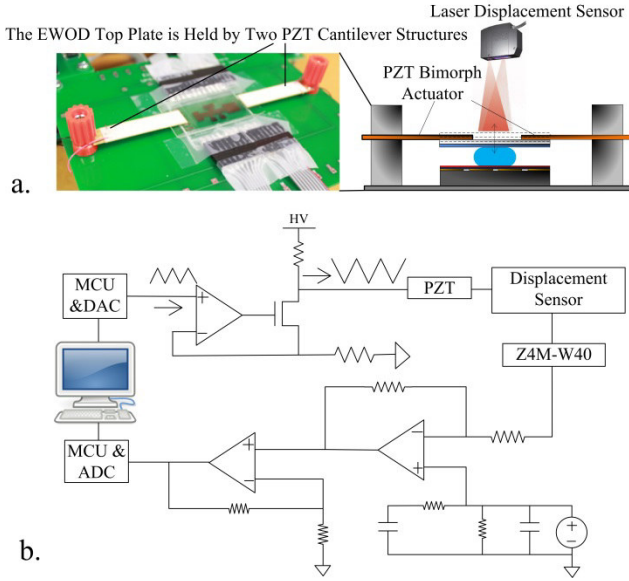 Laser Displacement Sensor
The EWOD Top Plate is Held by Two PZT Cantilever Structures
PZT Bimorph
Actuator
a.
HV
MCU
&DAC
+
−
PZT
Displacement
Sensor
Z4M-W40
MCU &
ADC
+
−
−
+
+
−
b.